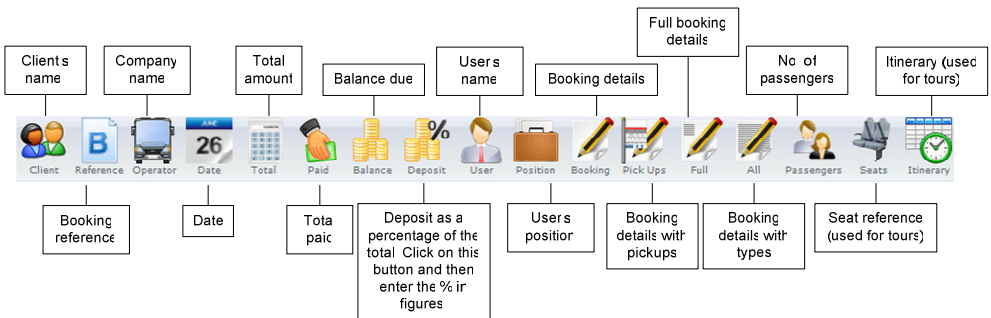 Full booking
details
Client's
name
Company
name
Total
amount
Balance due
User's
name
Booking details
No. of
passengers
Itinerary (used
for tours)
B
JUNE
26
%
Client
Reference
Operator
Date
Total
Paid
Balance
Deposit
User
Position
Booking
Pick Ups
Full
All
Passengers
Seats
Itinerary
Booking
reference
Date
Total
paid
Deposit as a
percentage of the
total. Click on this
button and then
enter the % in
figures
User's
position
Booking
details with
pickups
Booking
details with
types
Seat reference
(used for tours)